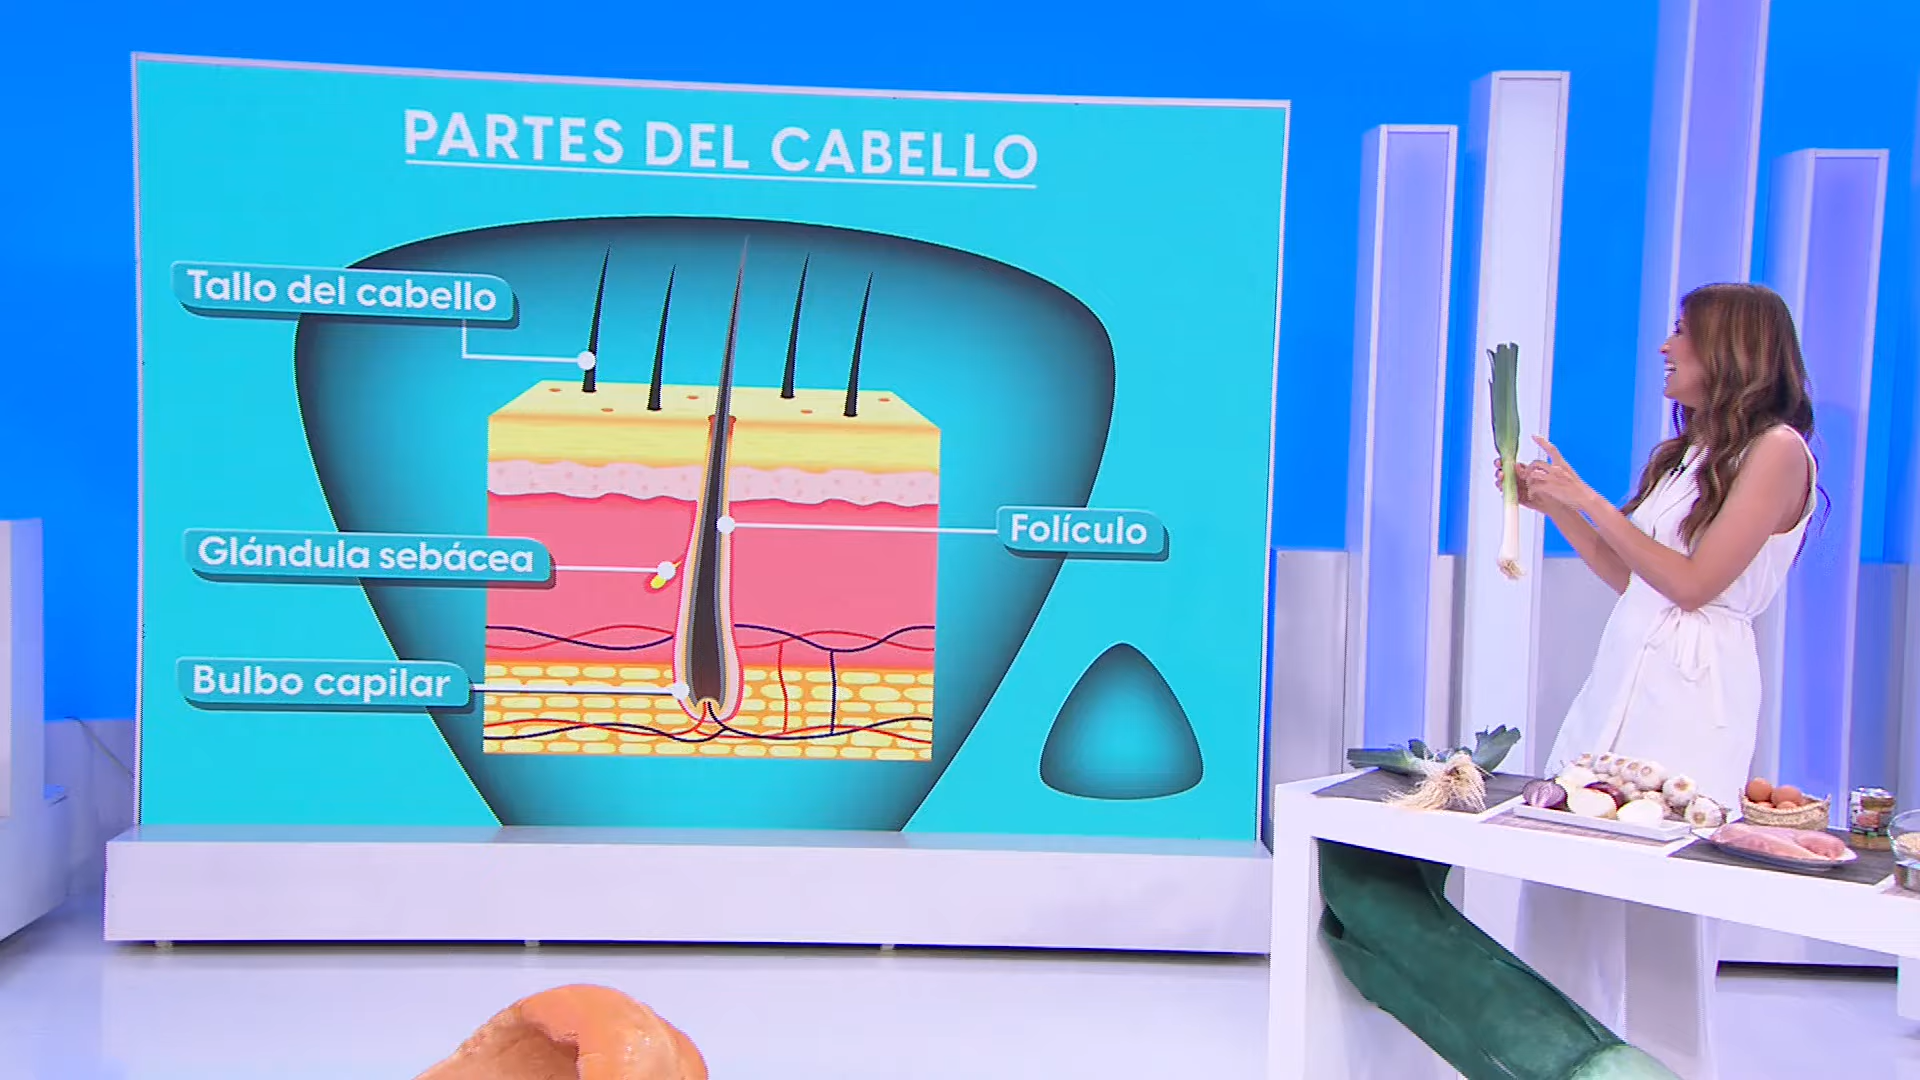 PARTES DEL CABELLO
Tallo del cabello
Folículo
Glándula sebácea
Bulbo capilar